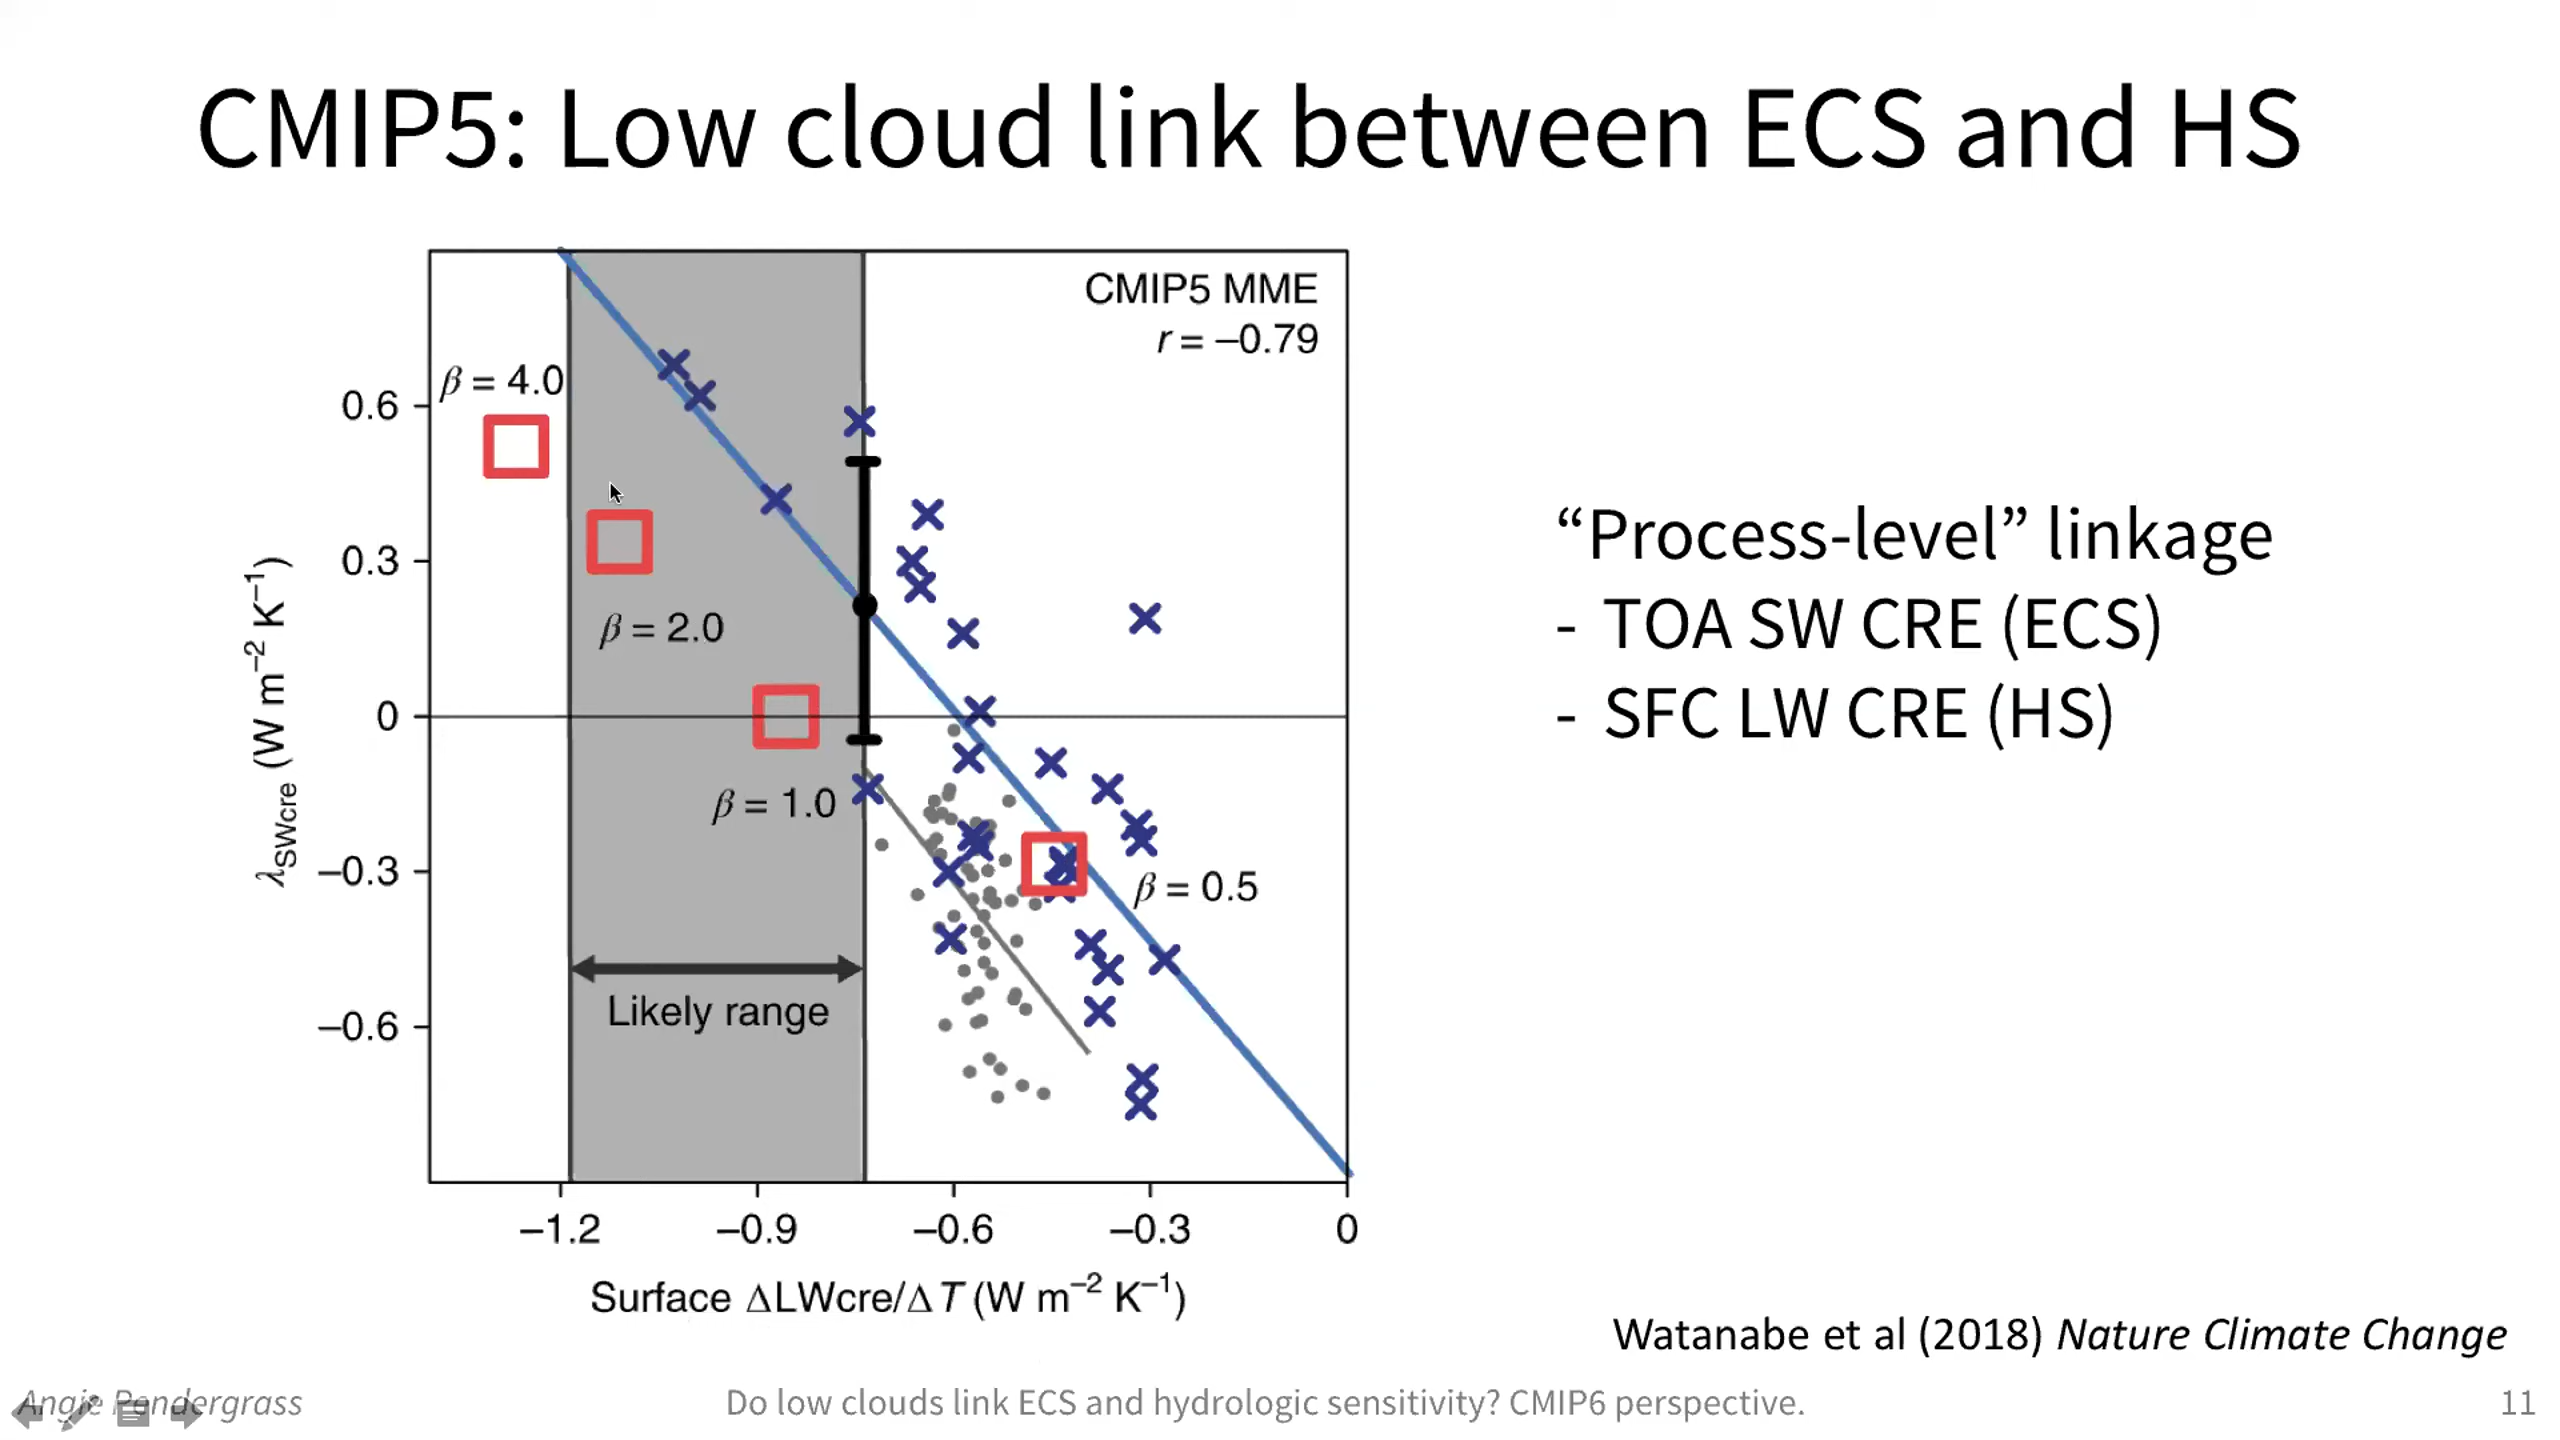 CMIP5: Low cloud link between ECS and HS
CMIP5 MME
r = –0.79
β = 4.0
β = 2.0
β = 1.0
β = 0.5
Likely range
0.6
0.3
0
–0.3
–0.6
λSWcre (W m⁻² K⁻¹)
–1.2 –0.9 –0.6 –0.3 0
Surface ΔLWcre/ΔT (W m⁻² K⁻¹)
“Process-level” linkage
- TOA SW CRE (ECS)
- SFC LW CRE (HS)
Watanabe et al (2018) Nature Climate Change
Angie Pendergrass
Do low clouds link ECS and hydrologic sensitivity? CMIP6 perspective.
11